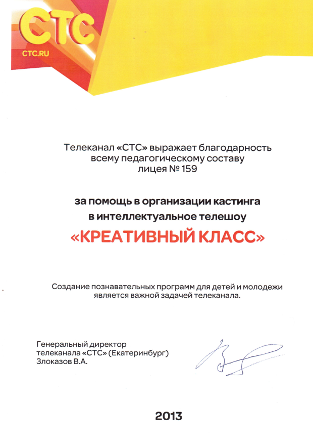 СТС
СТС.RU
Телеканал «СТС» выражает благодарность
всему педагогическому составу
лицея № 159
за помощь в организации кастинга
в интеллектуальное телешоу
«КРЕАТИВНЫЙ КЛАСС»
Создание познавательных программ для детей и молодежи
является важной задачей телеканала.
Генеральный директор
телеканала «СТС» (Екатеринбург)
Злоказов В.А.
2013